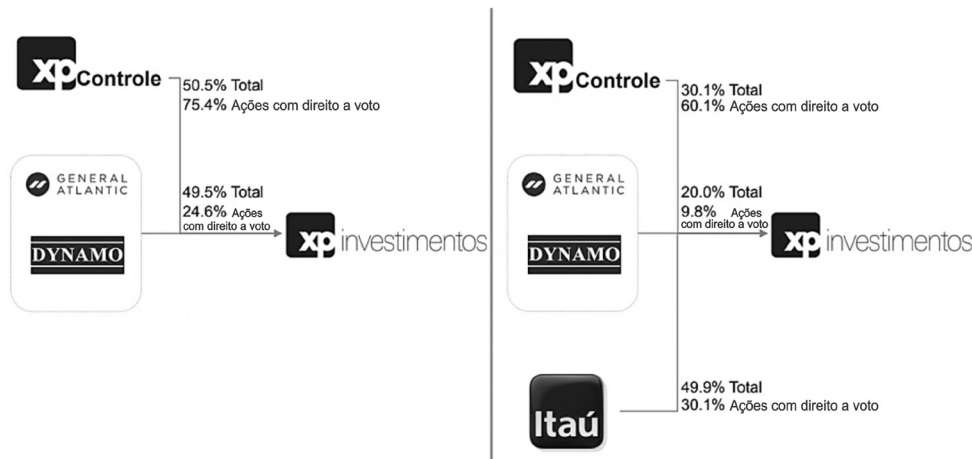 xp Controle
50.5% Total
75.4% Ações com direito a voto
GENERAL
ATLANTIC
DYNAMO
49.5% Total
24.6% Ações
com direito a voto
xp investimentos
xp Controle
30.1% Total
60.1% Ações com direito a voto
GENERAL
ATLANTIC
DYNAMO
20.0% Total
9.8% Ações
com direito a voto
xp investimentos
Itaú
49.9% Total
30.1% Ações com direito a voto